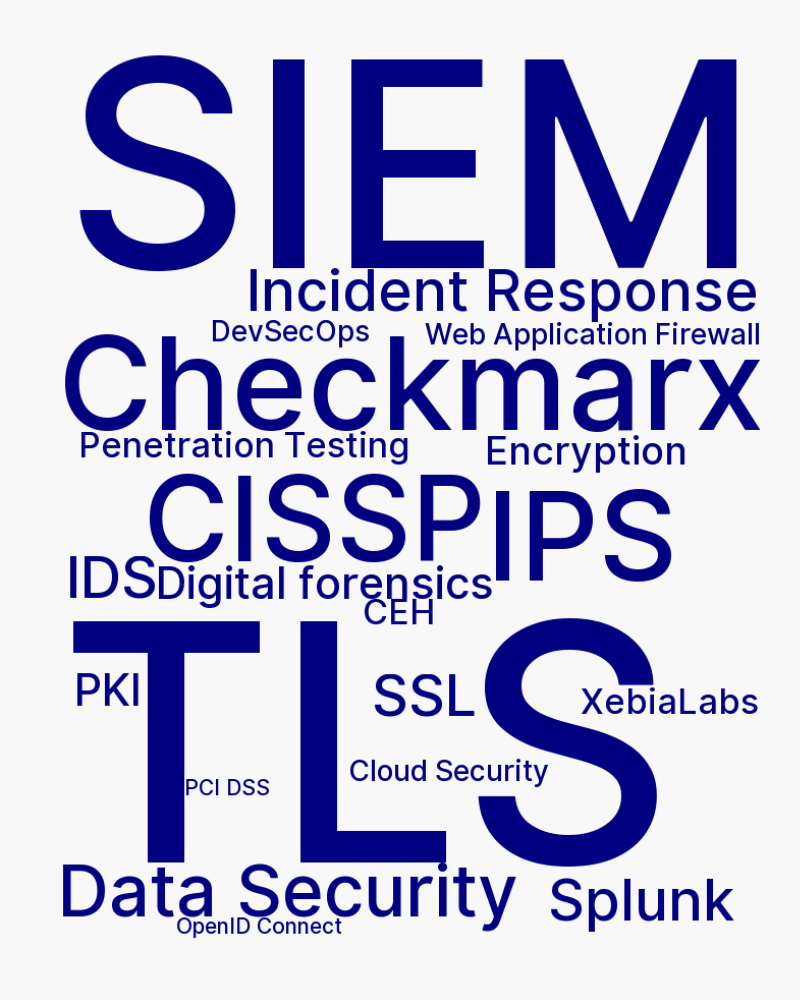 SIEM
Incident Response
DevSecOps
Web Application Firewall
Checkmarx
Penetration Testing
Encryption
CISSP
IPS
IDS
Digital forensics
CEH
TLS
PKI
SSL
XebiaLabs
Cloud Security
PCI DSS
Data Security
Splunk
OpenID Connect